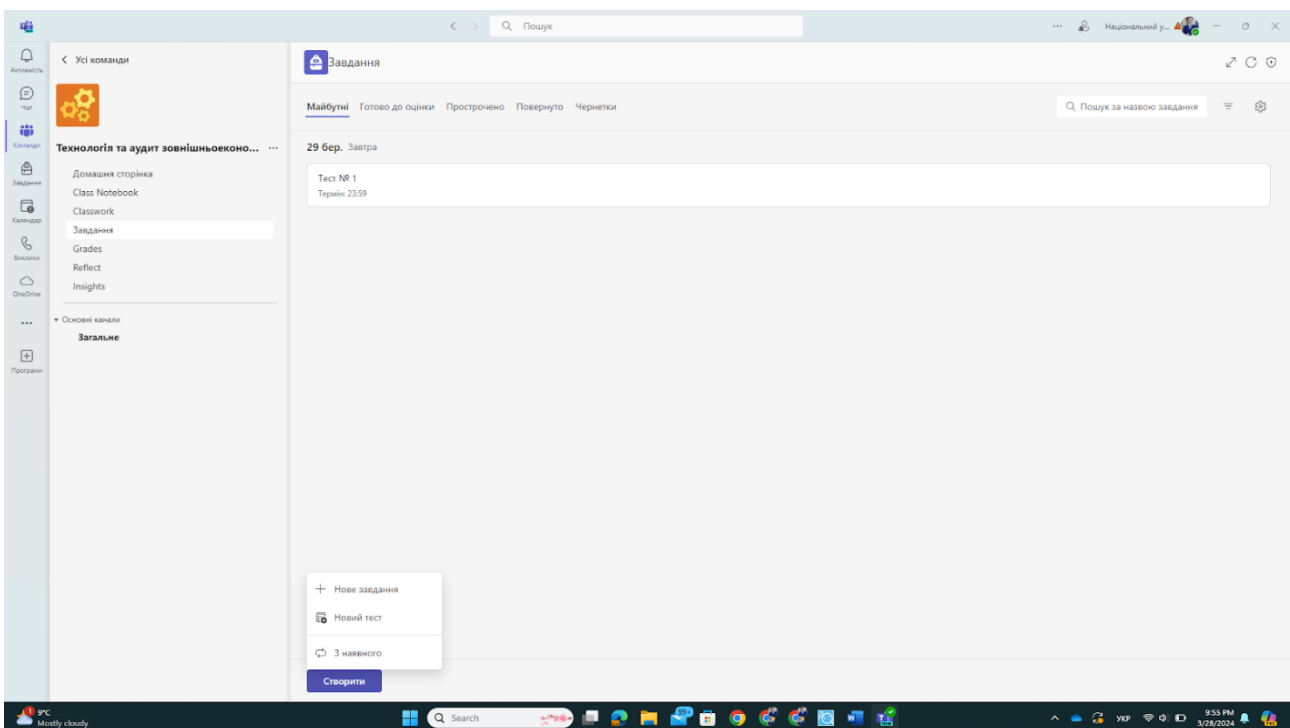 Пошук
Національний у...
Активність
Чат
Команди
Завдання
Календар
Виклики
OneDrive
Програми
Усі команди
Технологія та аудит зовнішньоеконо...
Домашня сторінка
Class Notebook
Classwork
Завдання
Grades
Reflect
Insights
Основні канали
Загальне
Завдання
Майбутні Готово до оцінки Прострочено Повернуто Чернетки
Пошук за назвою завдання
29 бер. Завтра
Тест № 1
Термін: 23:59
Нове завдання
Новий тест
З наявного
Створити
1
9°C
Mostly cloudy
Search
99+
УКР
9:55 PM
3/28/2024